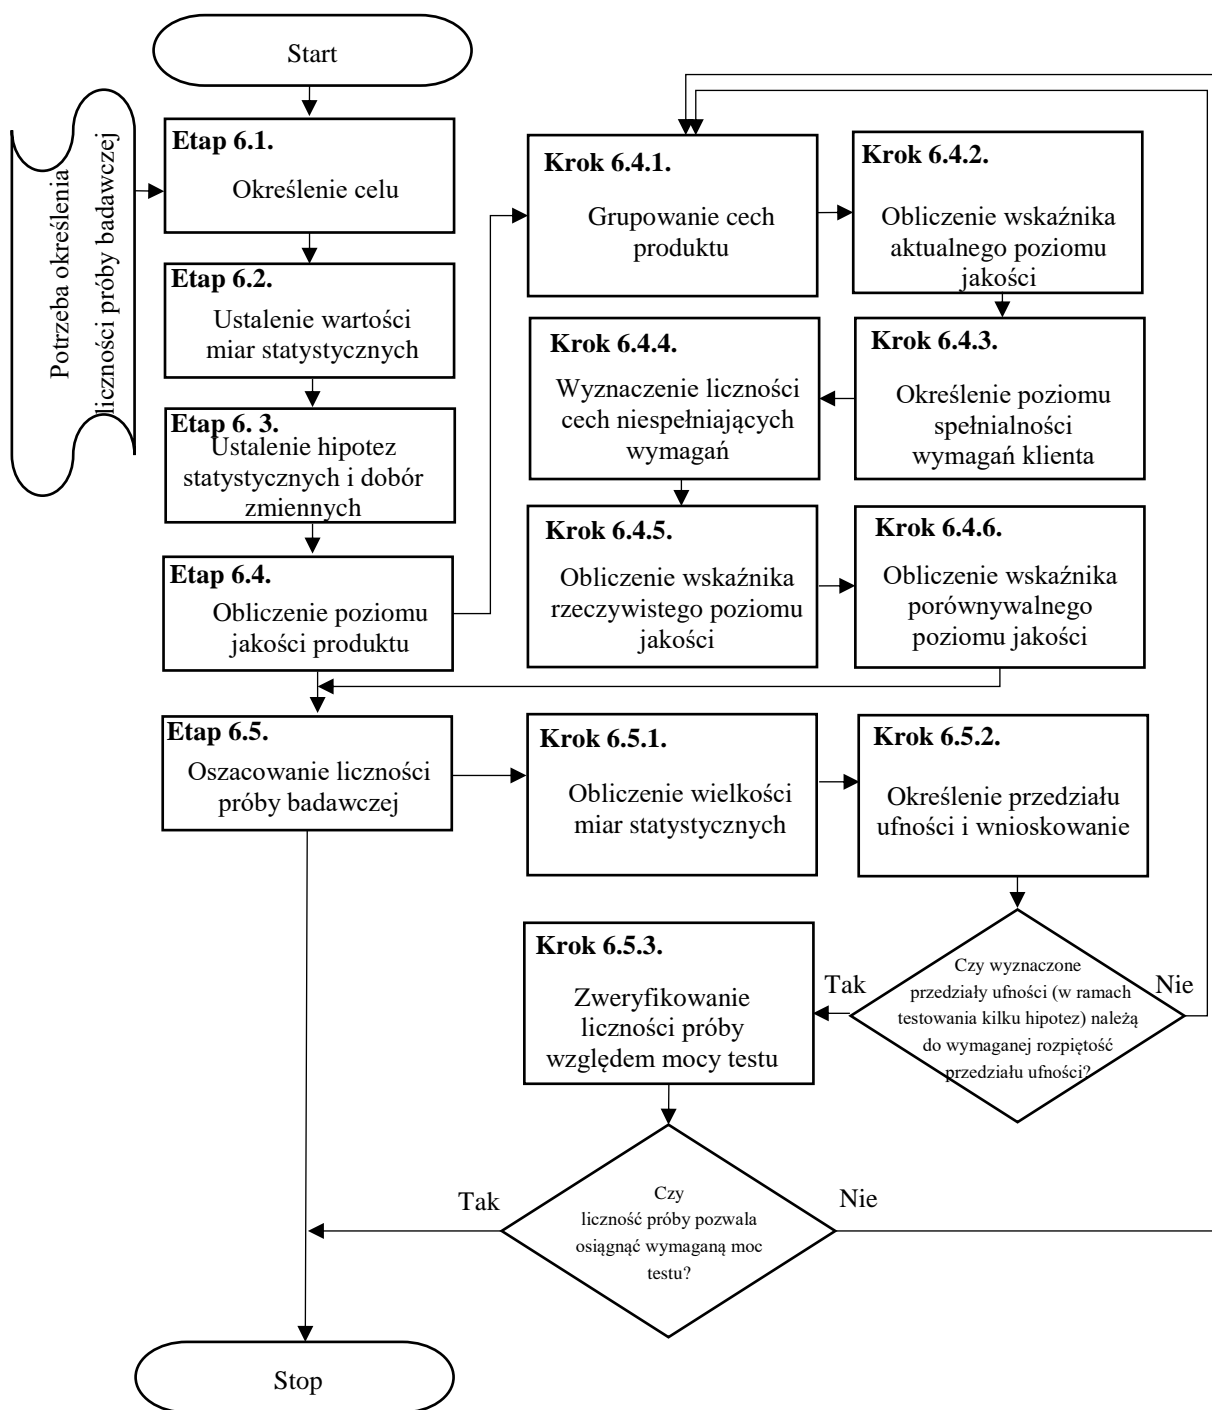 Start
Potrzeba określenia
liczności próby badawczej
Etap 6.1.
Określenie celu
Etap 6.2.
Ustalenie wartości
miar statystycznych
Etap 6. 3.
Ustalenie hipotez
statystycznych i dobór
zmiennych
Etap 6.4.
Obliczenie poziomu
jakości produktu
Krok 6.4.1.
Grupowanie cech
produktu
Krok 6.4.2.
Obliczenie wskaźnika
aktualnego poziomu
jakości
Krok 6.4.3.
Określenie poziomu
spełnialności
wymagań klienta
Krok 6.4.4.
Wyznaczenie liczności
cech niespełniających
wymagań
Krok 6.4.5.
Obliczenie wskaźnika
rzeczywistego poziomu
jakości
Krok 6.4.6.
Obliczenie wskaźnika
porównywalnego
poziomu jakości
Etap 6.5.
Oszacowanie liczności
próby badawczej
Krok 6.5.1.
Obliczenie wielkości
miar statystycznych
Krok 6.5.2.
Określenie przedziału
ufności i wnioskowanie
Czy wyznaczone
przedziały ufności (w ramach
testowania kilku hipotez) należą
do wymaganej rozpiętość
przedziału ufności?
Tak
Nie
Krok 6.5.3.
Zweryfikowanie
liczności próby
względem mocy testu
Czy
liczność próby pozwala
osiągnąć wymaganą moc
testu?
Tak
Nie
Stop